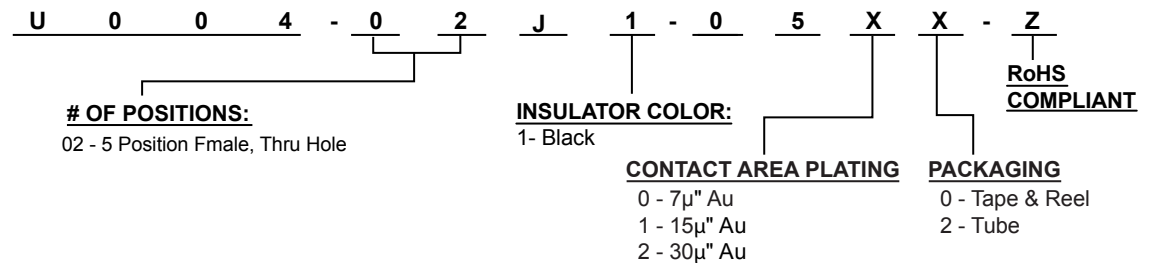 U 0 0 4 - 0 2 J 1 - 0 5 X X - Z
# OF POSITIONS:
02 - 5 Position Fmale, Thru Hole
INSULATOR COLOR:
1- Black
RoHS
COMPLIANT
CONTACT AREA PLATING
0 - 7µ" Au
1 - 15µ" Au
2 - 30µ" Au
PACKAGING
0 - Tape & Reel
2 - Tube